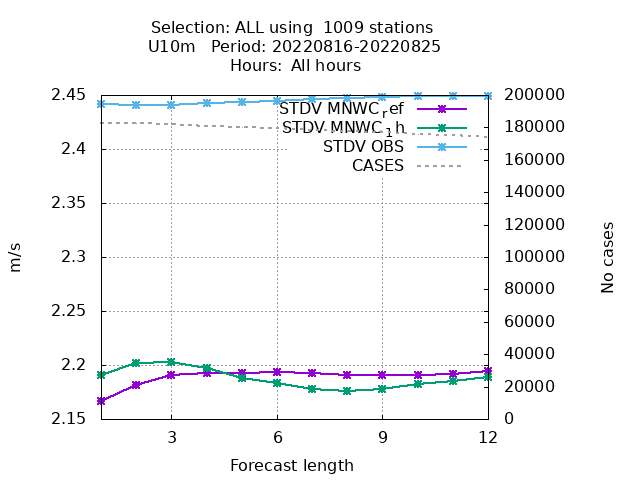 Selection: ALL using  1009 stations
U10m   Period: 20220816-20220825
Hours:  All hours
2.45
2.4
2.35
2.3
2.25
2.2
2.15
m/s
STDV MNWC_ref
STDV MNWC_1h
STDV OBS
CASES
200000
180000
160000
140000
120000
100000
80000
60000
40000
20000
0
No cases
3
6
9
12
Forecast length